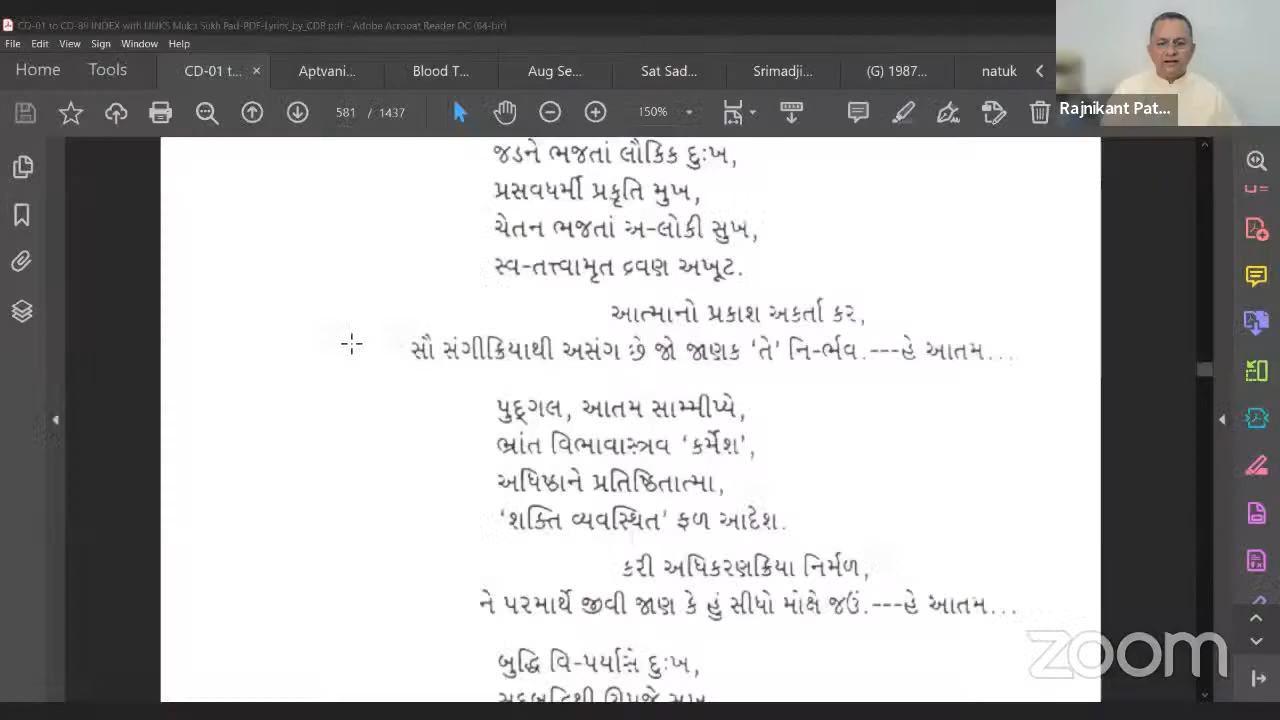 CD-01 to CD-89 INDEX with NNKS Muka Sukh Pad-PDF-Lyrics_by_CDR.pdf - Adobe Acrobat Reader DC (64-bit)
File Edit View Sign Window Help
Home Tools CD-01 t... × Aptvani... Blood T... Aug Se... Sat Sad... Srimadji... (G) 1987... natuk
581 / 1437 150%
Rajnikant Pat...
જડને ભજતાં લૌકિક દુઃખ,
પ્રસવધર્મી પ્રકૃતિ મુખ,
ચેતન ભજતાં અ-લોકી સુખ,
સ્વ-તત્ત્વામૃત દ્રવણ અખૂટ.
આત્માનો પ્રકાશ અકર્તા કરે,
સૌ સંગીક્રિયાથી અસંગ છે જો જાણક 'તે' નિ-ર્ભવ.---હે આતમ...
પુદ્ગલ, આતમ સામ્મીપ્યે,
ભ્રાંત વિભાવાસ્ત્રવ 'કર્મેશ',
અધિષ્ઠાને પ્રતિષ્ઠિતાત્મા,
'શક્તિ વ્યવસ્થિત' ફળ આદેશ.
કરી અધિકરણક્રિયા નિર્મળ,
ને પરમાર્થે જીવી જાણ કે હું સીધો મોક્ષે જઉં.---હે આતમ...
બુદ્ધિ વિ-પર્યાસે દુઃખ,
zoom